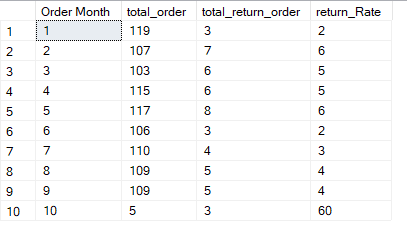 Order Month total_order total_return_order return_Rate
1 1 119 3 2
2 2 107 7 6
3 3 103 6 5
4 4 115 6 5
5 5 117 8 6
6 6 106 3 2
7 7 110 4 3
8 8 109 5 4
9 9 109 5 4
10 10 5 3 60